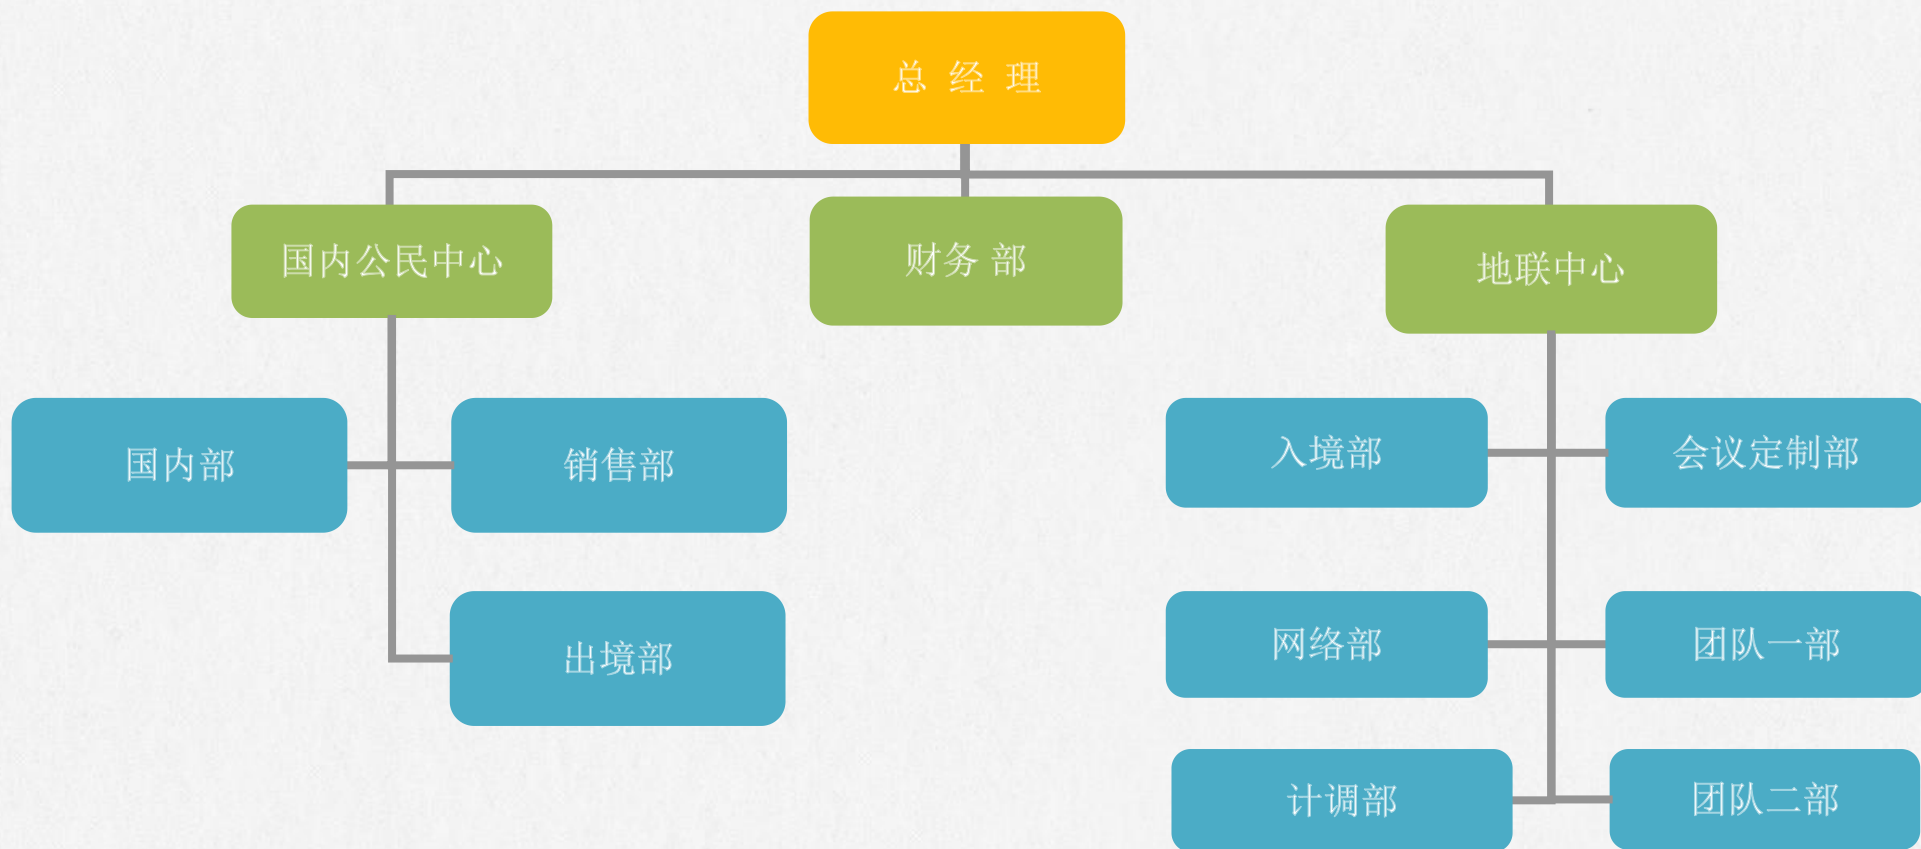 总 经 理
国内公民中心
财务 部
地联中心
国内部
销售部
入境部
会议定制部
出境部
网络部
团队一部
计调部
团队二部